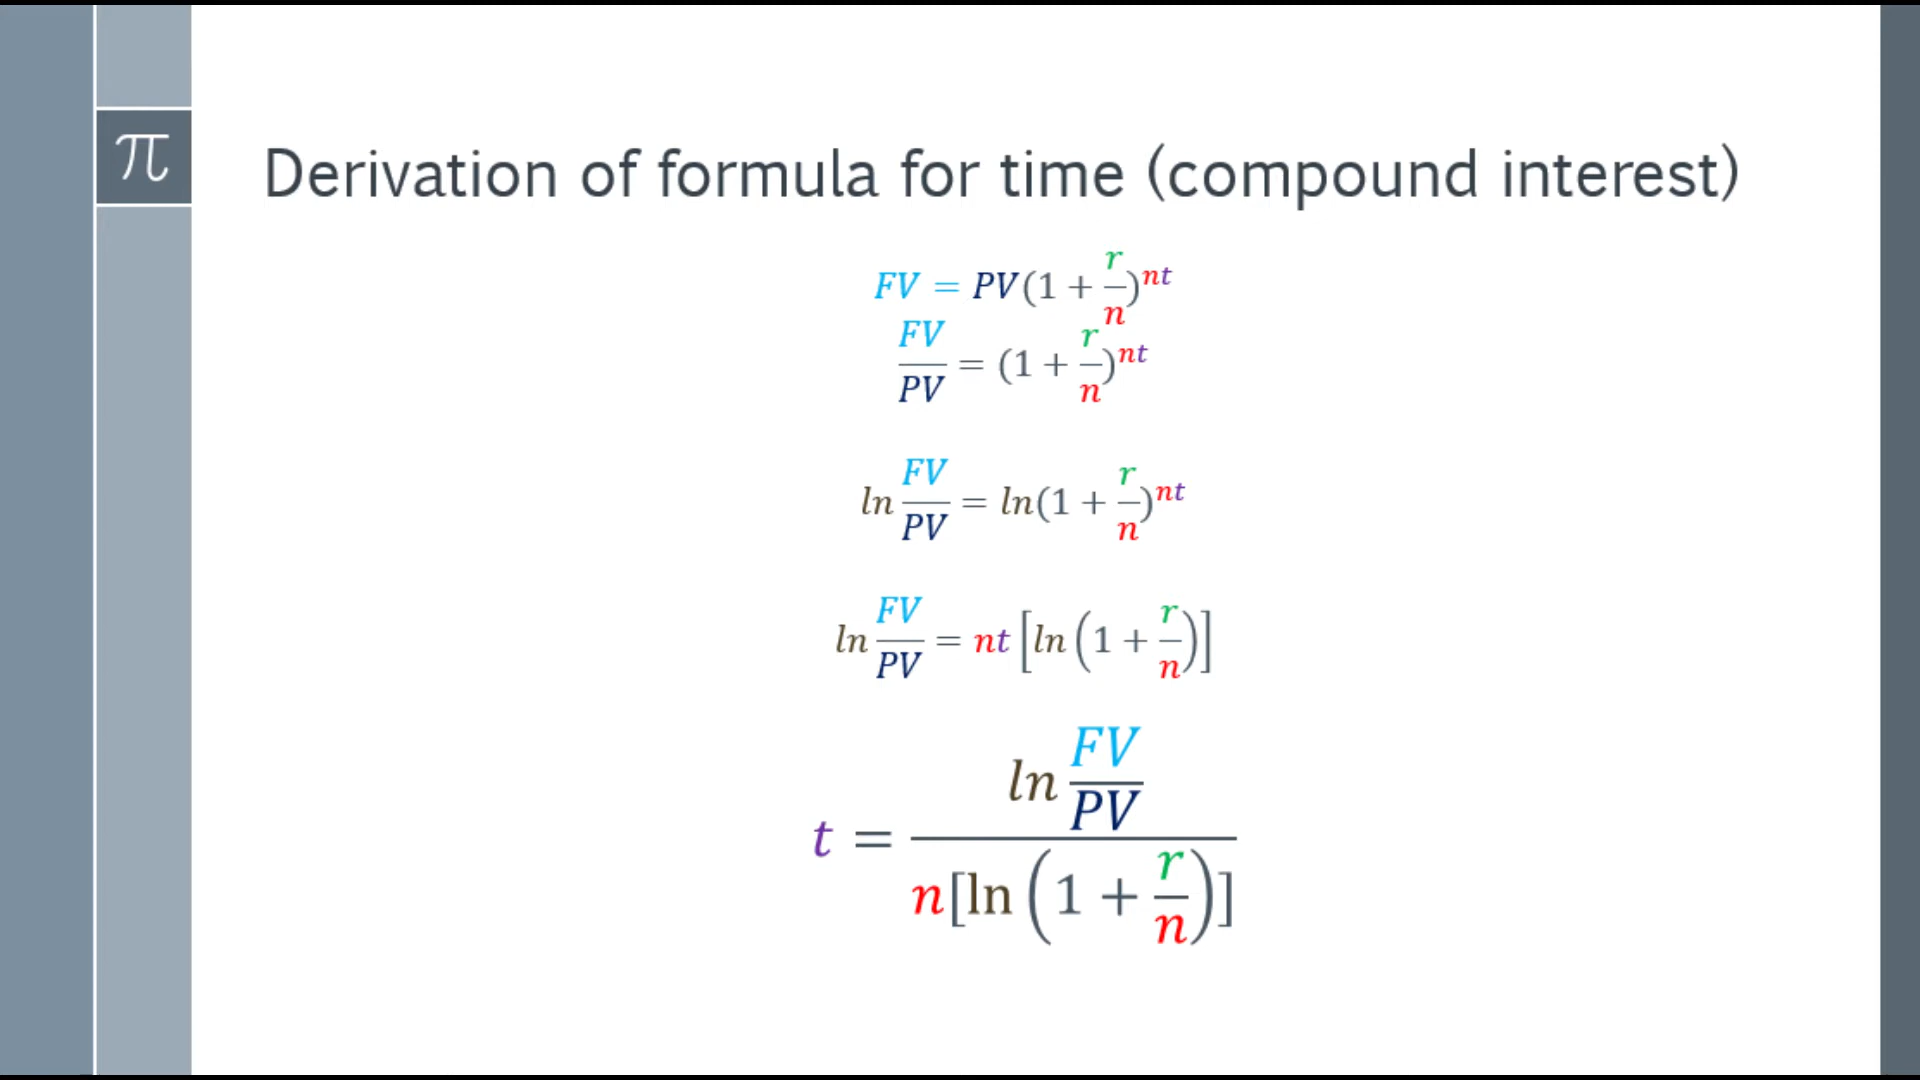 π
Derivation of formula for time (compound interest)
FV = PV(1 + r/n)^nt
FV/PV = (1 + r/n)^nt
ln FV/PV = ln(1 + r/n)^nt
ln FV/PV = nt [ln (1 + r/n)]
t = ln FV/PV / n[ln (1 + r/n)]